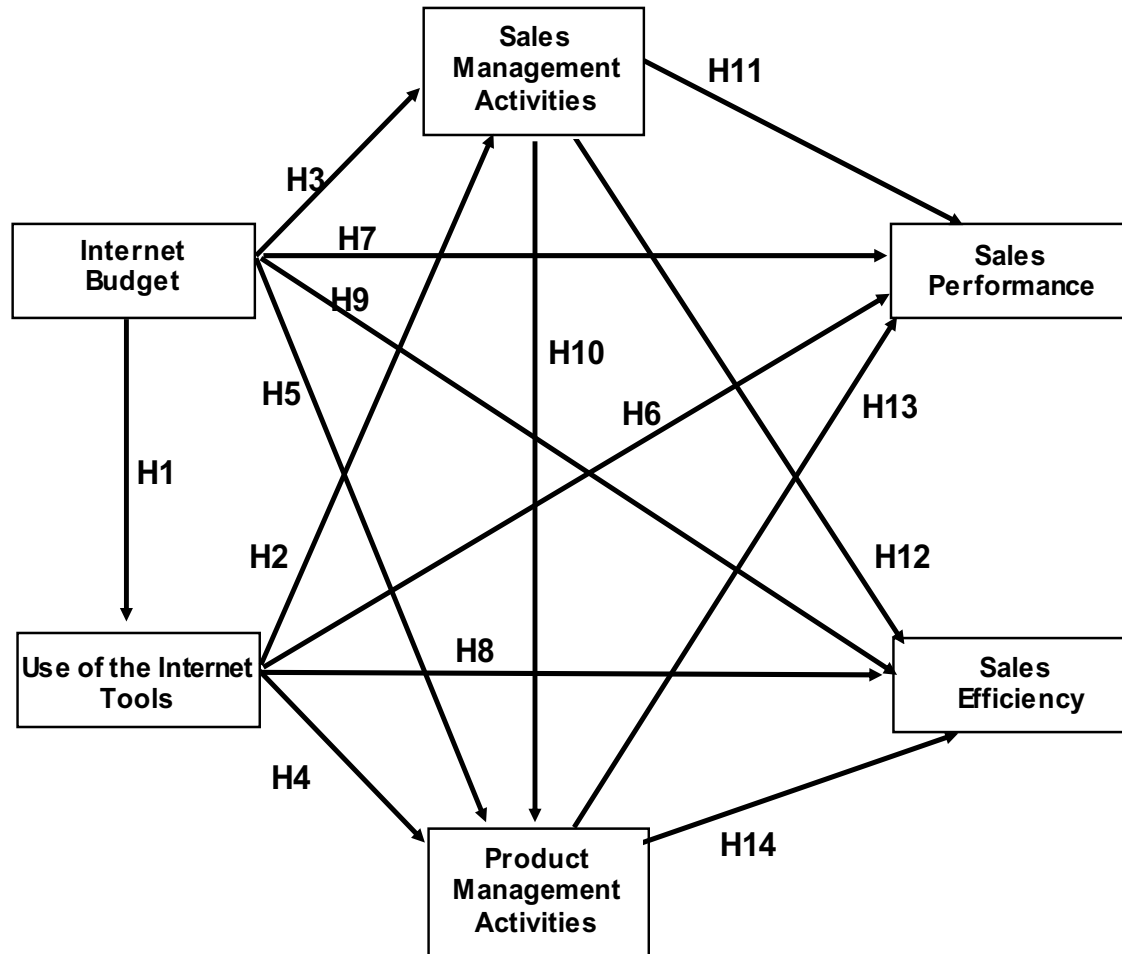 Sales
Management
Activities
H11
H3
Internet
Budget
H7
Sales
Performance
H9
H10
H5
H6
H13
H1
H2
H12
Use of the Internet
Tools
H8
Sales
Efficiency
H4
H14
Product
Management
Activities